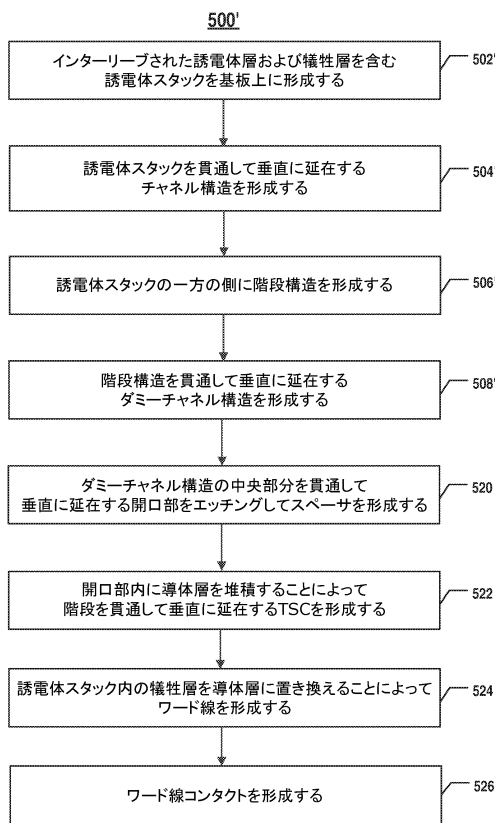 500'
インターリーブされた誘電体層および犠牲層を含む
誘電体スタックを基板上に形成する
502'
誘電体スタックを貫通して垂直に延在する
チャネル構造を形成する
504'
誘電体スタックの一方の側に階段構造を形成する
506'
階段構造を貫通して垂直に延在する
ダミーチャネル構造を形成する
508'
ダミーチャネル構造の中央部分を貫通して
垂直に延在する開口部をエッチングしてスペーサを形成する
520
開口部内に導体層を堆積することによって
階段を貫通して垂直に延在するTSCを形成する
522
誘電体スタック内の犠牲層を導体層に置き換えることによって
ワード線を形成する
524
ワード線コンタクトを形成する
526